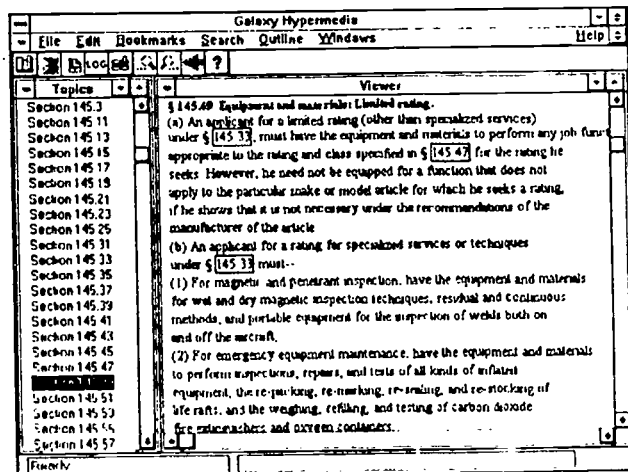 Galaxy Hypermedia
File Edit Bookmarks Search Outline Windows Help
LOG ?
Topics
Section 145.3
Section 145 11
Section 145 13
Section 145 15
Section 145 17
Section 145 19
Section 145.21
Section 145.23
Section 145 25
Section 145 31
Section 145 33
Section 145 35
Section 145.37
Section 145.39
Section 145 41
Section 145 43
Section 145 45
Section 145 47
Section 145 51
Section 145 53
Section 145 55
Section 145 57
Viewer
§ 145.49 Equipment and materials: Limited rating.
(a) An applicant for a limited rating (other than specialized services)
under § 145 33, must have the equipment and materials to perform any job funct
appropriate to the rating and class specified in § 145 47 for the rating he
seeks. However, he need not be equipped for a function that does not
apply to the particular make or model article for which he seeks a rating,
if he shows that it is not necessary under the recommendations of the
manufacturer of the article
(b) An applicant for a rating for specialized services or techniques
under § 145 33 must--
(1) For magnetic and penetrant inspection, have the equipment and materials
for wet and dry magnetic inspection techniques, residual and continuous
methods, and portable equipment for the inspection of welds both on
and off the aircraft.
(2) For emergency equipment maintenance, have the equipment and materials
to perform inspections, repairs, and tests of all kinds of inflated
equipment, the re-packing, re-marking, re-sealing, and re-stocking of
life rafts, and the weighing, refilling, and testing of carbon dioxide
fire extinguishers and oxygen containers.
Ready